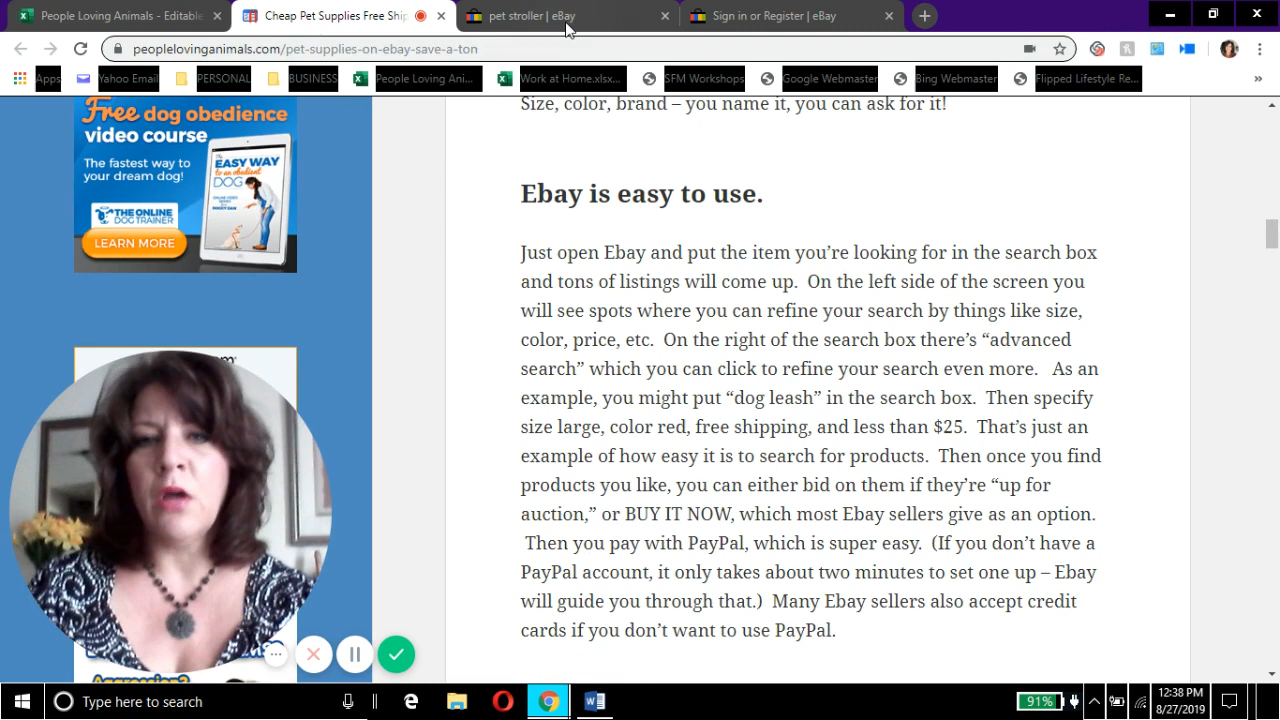 People Loving Animals - Editable
Cheap Pet Supplies Free Ship
pet stroller | eBay
Sign in or Register | eBay
peoplelovinganimals.com/pet-supplies-on-ebay-save-a-ton
Apps
Yahoo Email
PERSONAL
BUSINESS
People Loving Ani...
Work at Home.xlsx...
SFM Workshops
Google Webmaster
Bing Webmaster
Flipped Lifestyle Re...
»
Free dog obedience
video course
The fastest way to
your dream dog!
THE ONLINE
DOG TRAINER
LEARN MORE
EASY WAY
to an obedient
DOG
Size, color, brand – you name it, you can ask for it!
Ebay is easy to use.
Just open Ebay and put the item you’re looking for in the search box
and tons of listings will come up.  On the left side of the screen you
will see spots where you can refine your search by things like size,
color, price, etc.  On the right of the search box there’s “advanced
search” which you can click to refine your search even more.   As an
example, you might put “dog leash” in the search box.  Then specify
size large, color red, free shipping, and less than $25.  That’s just an
example of how easy it is to search for products.  Then once you find
products you like, you can either bid on them if they’re “up for
auction,” or BUY IT NOW, which most Ebay sellers give as an option.
Then you pay with PayPal, which is super easy.  (If you don’t have a
PayPal account, it only takes about two minutes to set one up – Ebay
will guide you through that.)  Many Ebay sellers also accept credit
cards if you don’t want to use PayPal.
Aggression?
Type here to search
91%
12:38 PM
8/27/2019